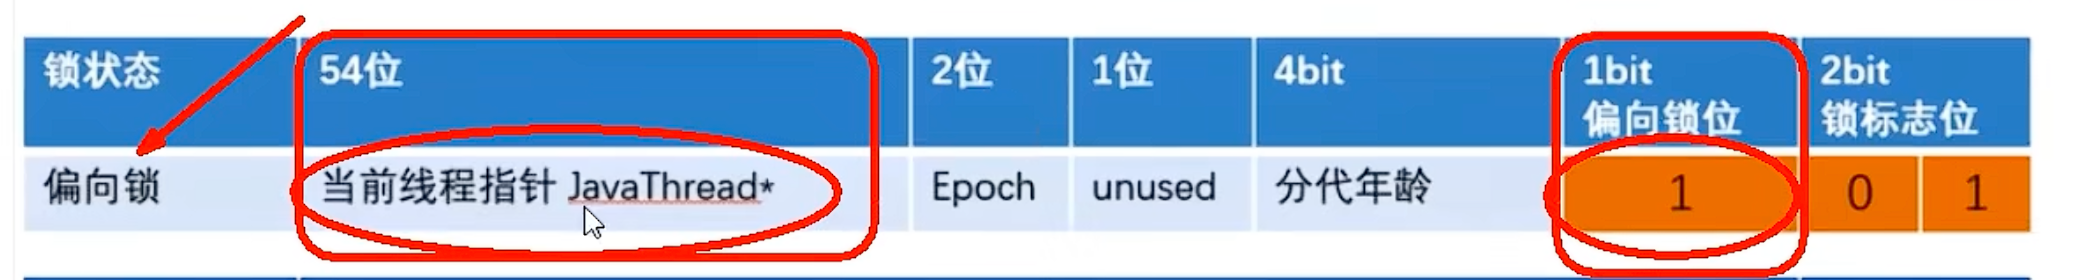 锁状态 54位 2位 1位 4bit 1bit 2bit
偏向锁位 锁标志位
偏向锁 当前线程指针 JavaThread* Epoch unused 分代年龄 1 0 1